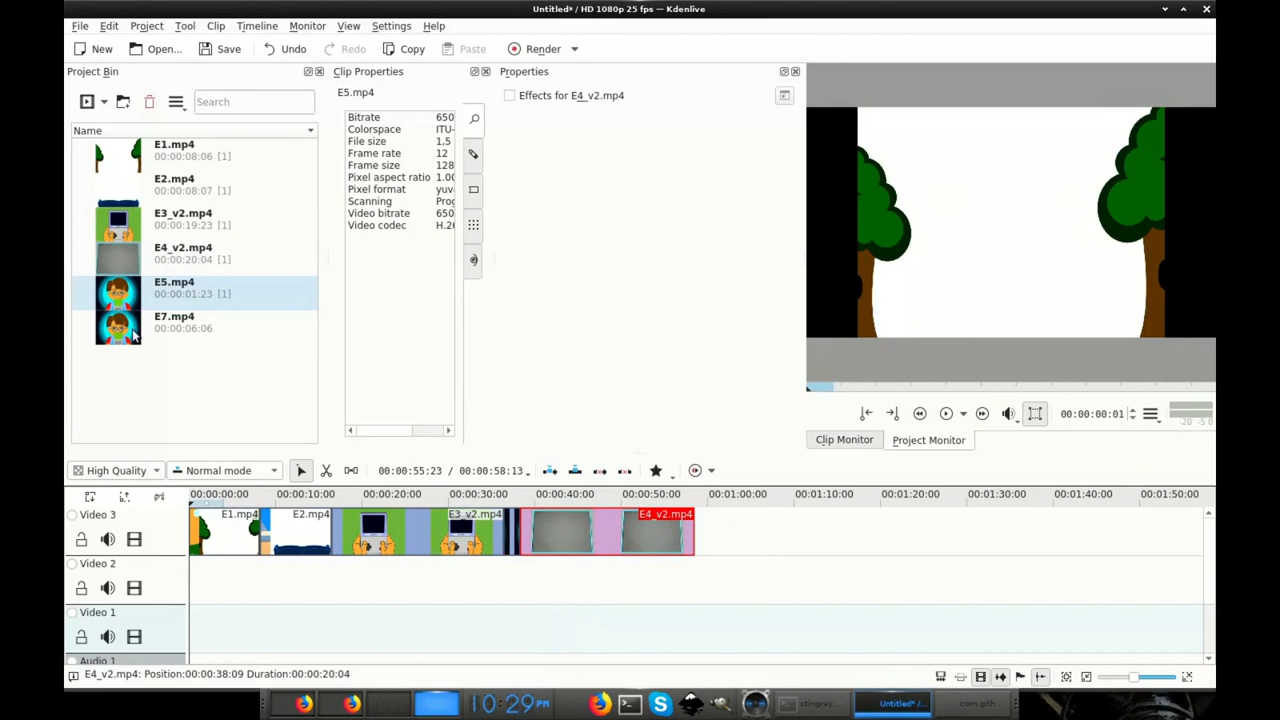 Untitled* / HD 1080p 25 fps — Kdenlive
File Edit Project Tool Clip Timeline Monitor View Settings Help
New Open... Save Undo Redo Copy Paste Render
Project Bin
Clip Properties
Properties
Search
E5.mp4
Effects for E4_v2.mp4
Name
E1.mp4
00:00:08:06 [1]
E2.mp4
00:00:08:07 [1]
E3_v2.mp4
00:00:19:23 [1]
E4_v2.mp4
00:00:20:04 [1]
E5.mp4
00:00:01:23 [1]
E7.mp4
00:00:06:06
Bitrate 650
Colorspace ITU-
File size 1,5
Frame rate 12
Frame size 128
Pixel aspect ratio 1.00
Pixel format yuv
Scanning Prog
Video bitrate 650
Video codec H.26
00:00:00:01
-20 -5 0
Clip Monitor Project Monitor
High Quality Normal mode 00:00:55:23 / 00:00:58:13
00:00:00:00 00:00:10:00 00:00:20:00 00:00:30:00 00:00:40:00 00:00:50:00 00:01:00:00 00:01:10:00 00:01:20:00 00:01:30:00 00:01:40:00 00:01:50:00
Video 3
E1.mp4 E2.mp4 E3_v2.mp4 E4_v2.mp4
Video 2
Video 1
Audio 1
E4_v2.mp4: Position:00:00:38:09 Duration:00:00:20:04
10:29PM
xtingray... Untitled* /... com.gith...